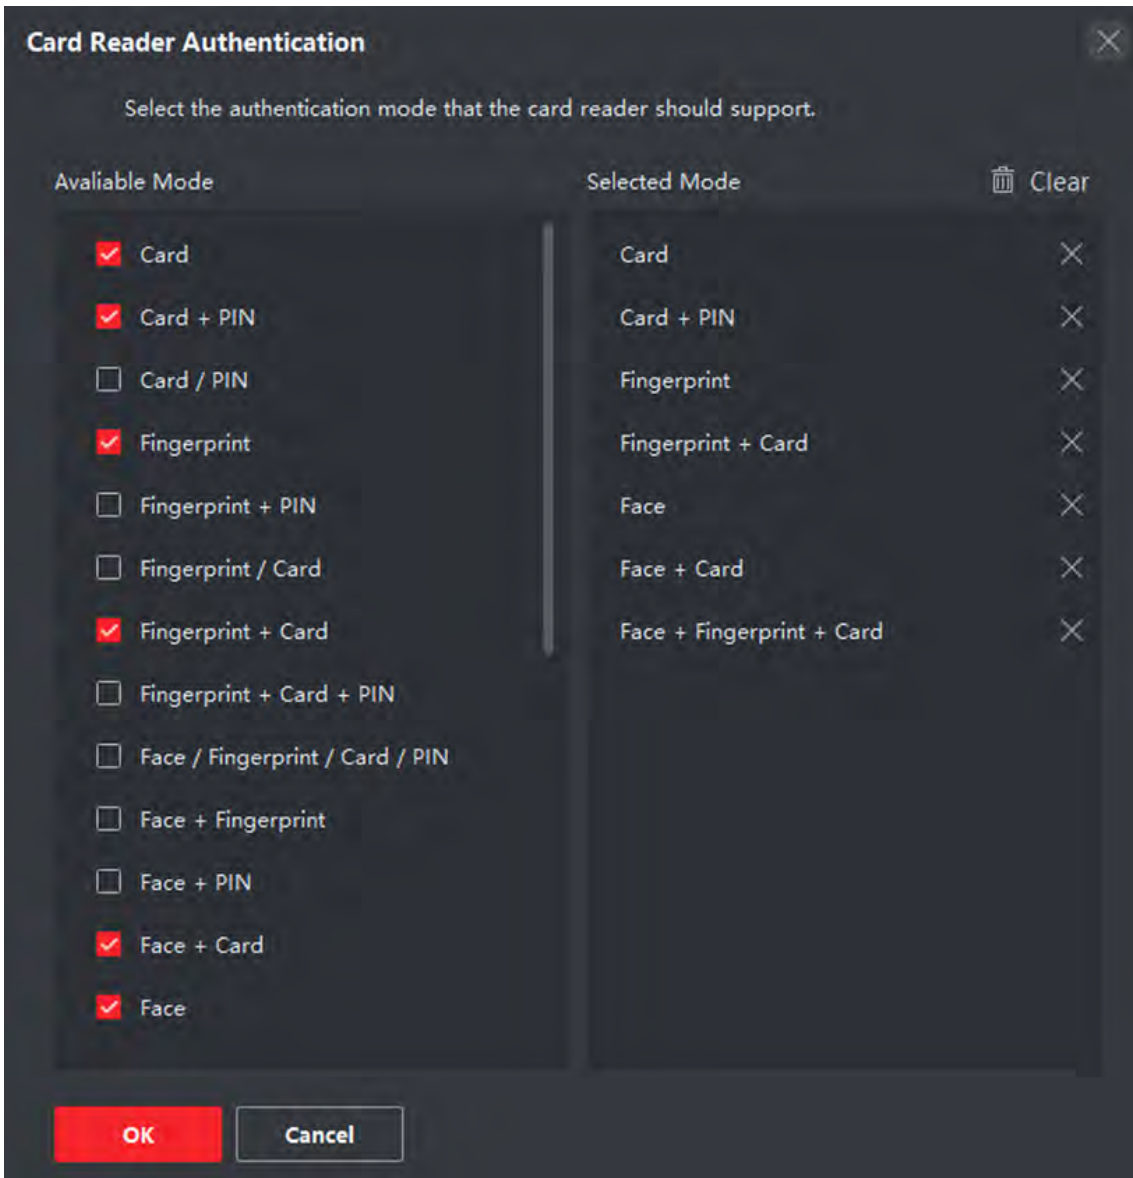 Card Reader Authentication
Select the authentication mode that the card reader should support.
Avaliable Mode
Card
Card + PIN
Card / PIN
Fingerprint
Fingerprint + PIN
Fingerprint / Card
Fingerprint + Card
Fingerprint + Card + PIN
Face / Fingerprint / Card / PIN
Face + Fingerprint
Face + PIN
Face + Card
Face
Selected Mode
Clear
Card
Card + PIN
Fingerprint
Fingerprint + Card
Face
Face + Card
Face + Fingerprint + Card
OK
Cancel